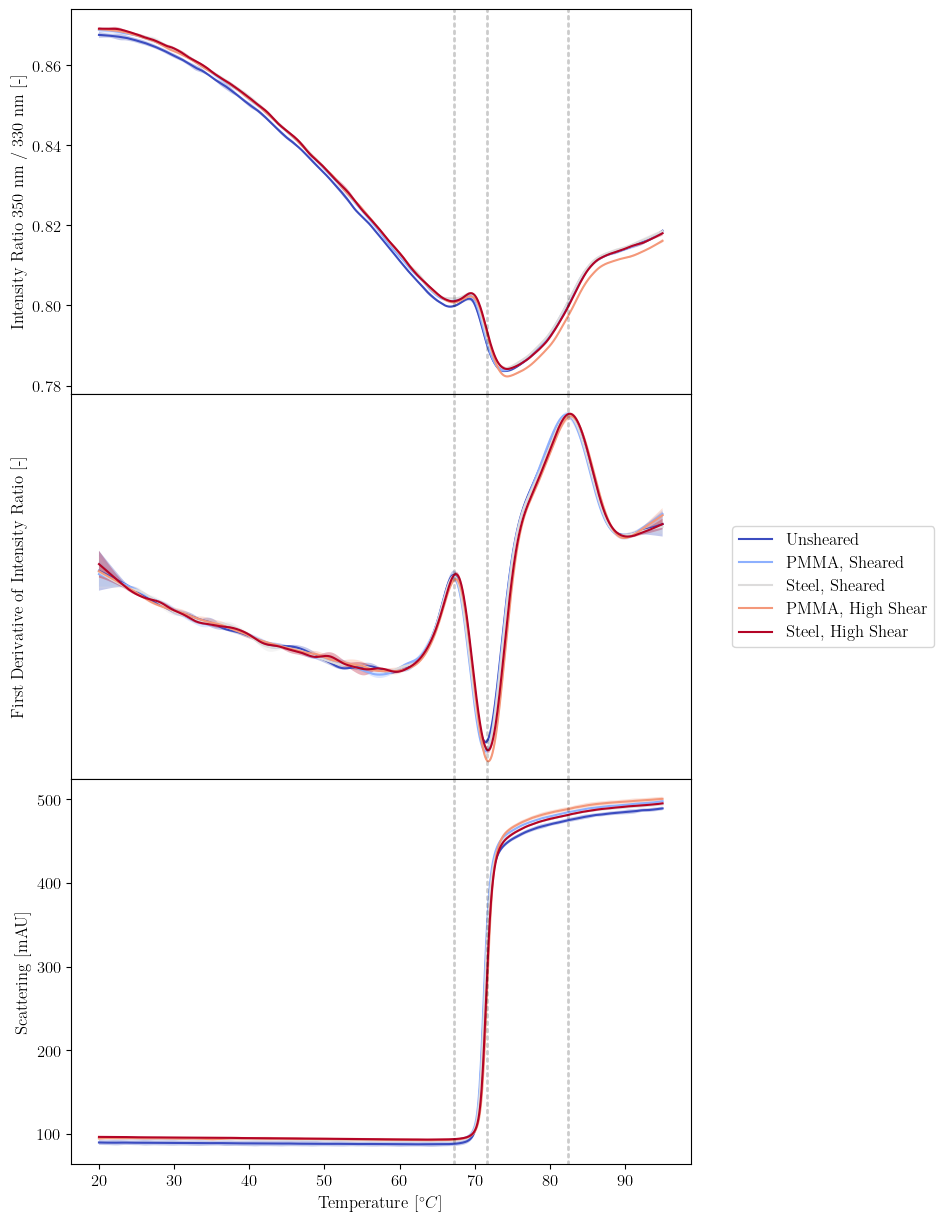 Intensity Ratio 350 nm / 330 nm [-]
0.86
0.84
0.82
0.80
0.78
First Derivative of Intensity Ratio [-]
Unsheared
PMMA, Sheared
Steel, Sheared
PMMA, High Shear
Steel, High Shear
Scattering [mAU]
500
400
300
200
100
20 30 40 50 60 70 80 90
Temperature [°C]